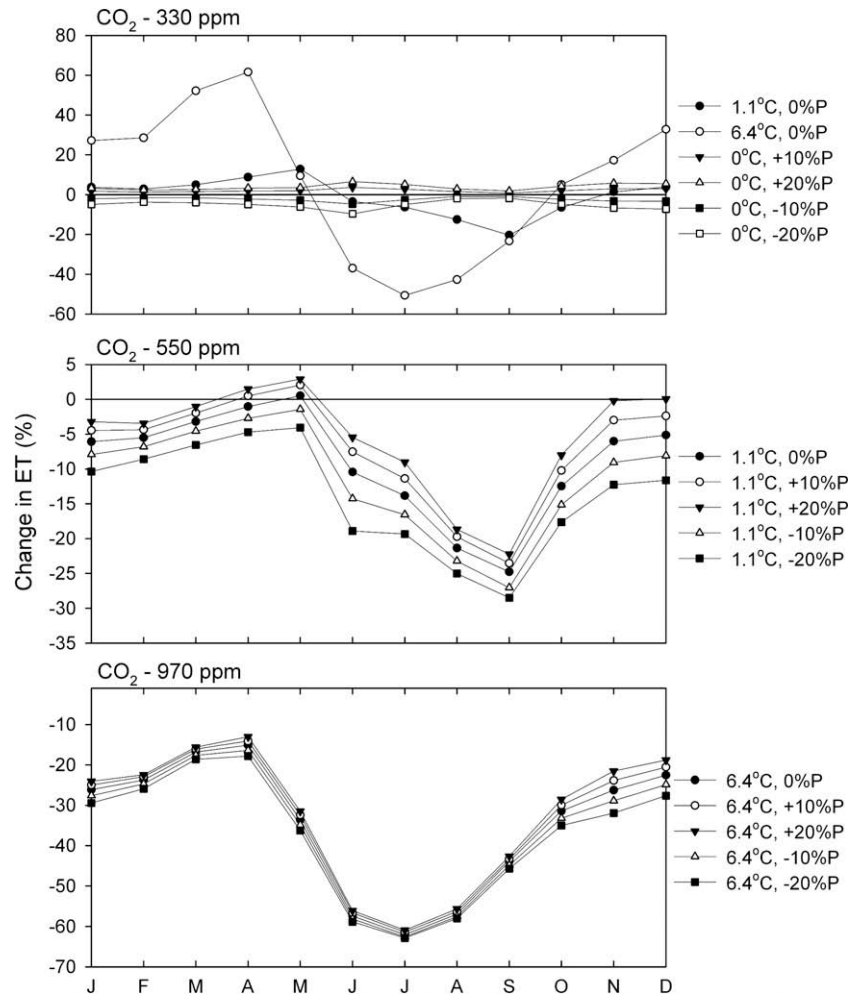 CO₂ - 330 ppm
80
60
40
20
0
-20
-40
-60
1.1°C, 0%P
6.4°C, 0%P
0°C, +10%P
0°C, +20%P
0°C, -10%P
0°C, -20%P
CO₂ - 550 ppm
5
0
-5
-10
-15
-20
-25
-30
-35
Change in ET (%)
1.1°C, 0%P
1.1°C, +10%P
1.1°C, +20%P
1.1°C, -10%P
1.1°C, -20%P
CO₂ - 970 ppm
-10
-20
-30
-40
-50
-60
-70
6.4°C, 0%P
6.4°C, +10%P
6.4°C, +20%P
6.4°C, -10%P
6.4°C, -20%P
J F M A M J J A S O N D